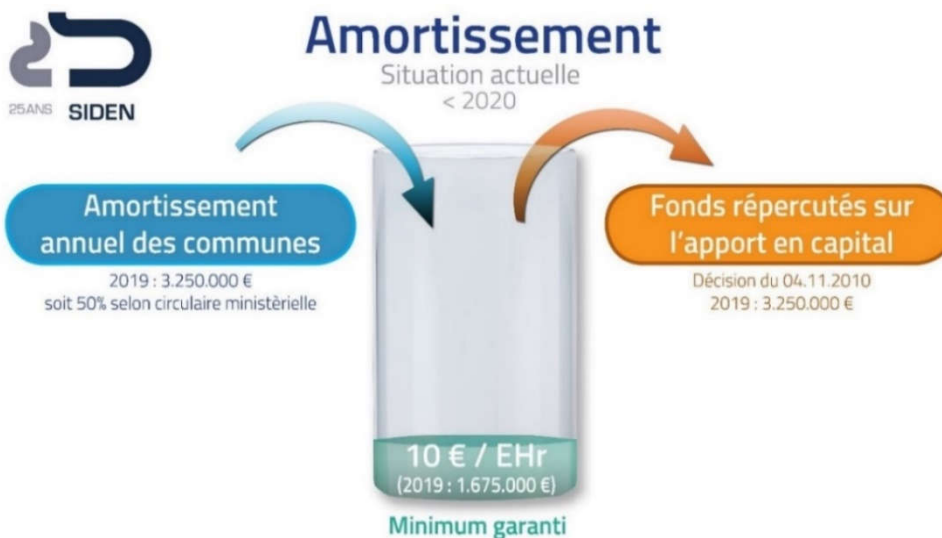 Amortissement
Situation actuelle
< 2020
25ANS SIDEN
Amortissement
annuel des communes
2019 : 3.250.000 €
soit 50% selon circulaire ministèrielle
Fonds répercutés sur
l'apport en capital
Décision du 04.11.2010
2019 : 3.250.000 €
10 € / EHr
(2019 : 1.675.000 €)
Minimum garanti